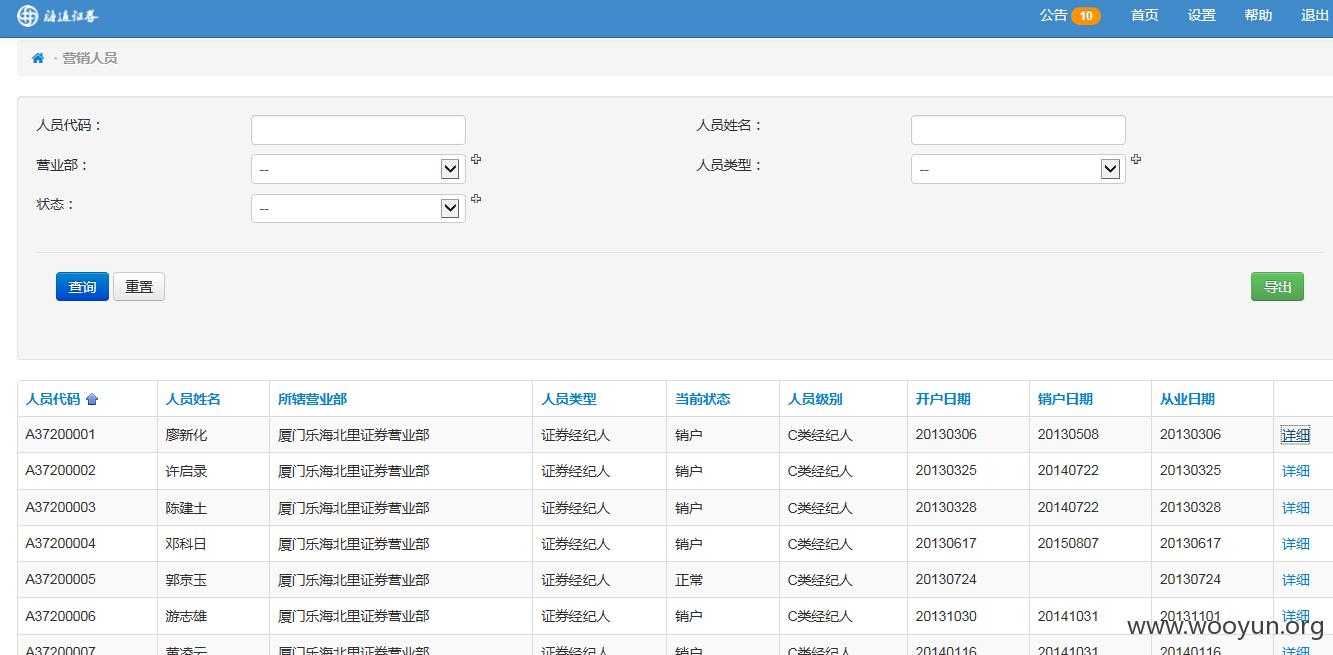 海通证券 公告 10 首页 设置 帮助 退出
- 营销人员
人员代码： 人员姓名：
营业部： -- 人员类型： --
状态： --
查询 重置 导出
人员代码 人员姓名 所辖营业部 人员类型 当前状态 人员级别 开户日期 销户日期 从业日期
A37200001 廖新化 厦门乐海北里证券营业部 证券经纪人 销户 C类经纪人 20130306 20130508 20130306 详细
A37200002 许启录 厦门乐海北里证券营业部 证券经纪人 销户 C类经纪人 20130325 20140722 20130325 详细
A37200003 陈建土 厦门乐海北里证券营业部 证券经纪人 销户 C类经纪人 20130328 20140722 20130328 详细
A37200004 邓科日 厦门乐海北里证券营业部 证券经纪人 销户 C类经纪人 20130617 20150807 20130617 详细
A37200005 郭京玉 厦门乐海北里证券营业部 证券经纪人 正常 C类经纪人 20130724 20130724 详细
A37200006 游志雄 厦门乐海北里证券营业部 证券经纪人 销户 C类经纪人 20131030 20141031 20131101 详细
www.wooyun.org
A37200007 黄凌云 厦门乐海北里证券营业部 证券经纪人 销户 C类经纪人 20140116 20141031 20140116 详细